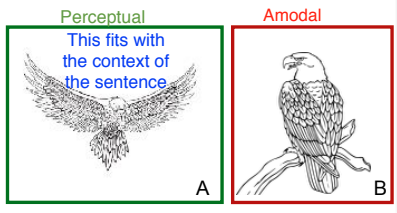 Perceptual
Amodal
This fits with
the context of
the sentence
A
B